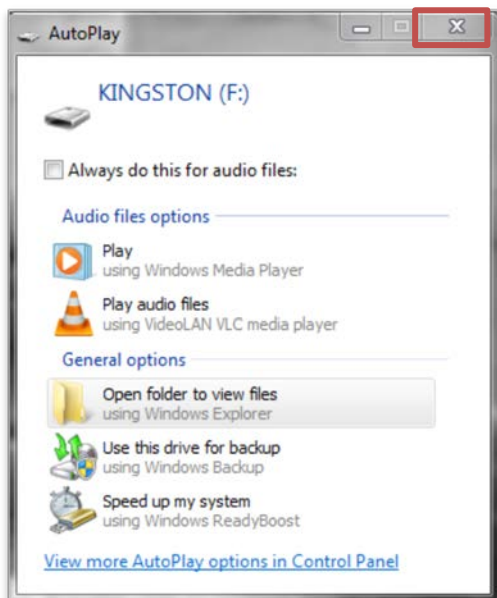 AutoPlay
KINGSTON (F:)
Always do this for audio files:
Audio files options
Play
using Windows Media Player
Play audio files
using VideoLAN VLC media player
General options
Open folder to view files
using Windows Explorer
Use this drive for backup
using Windows Backup
Speed up my system
using Windows ReadyBoost
View more AutoPlay options in Control Panel